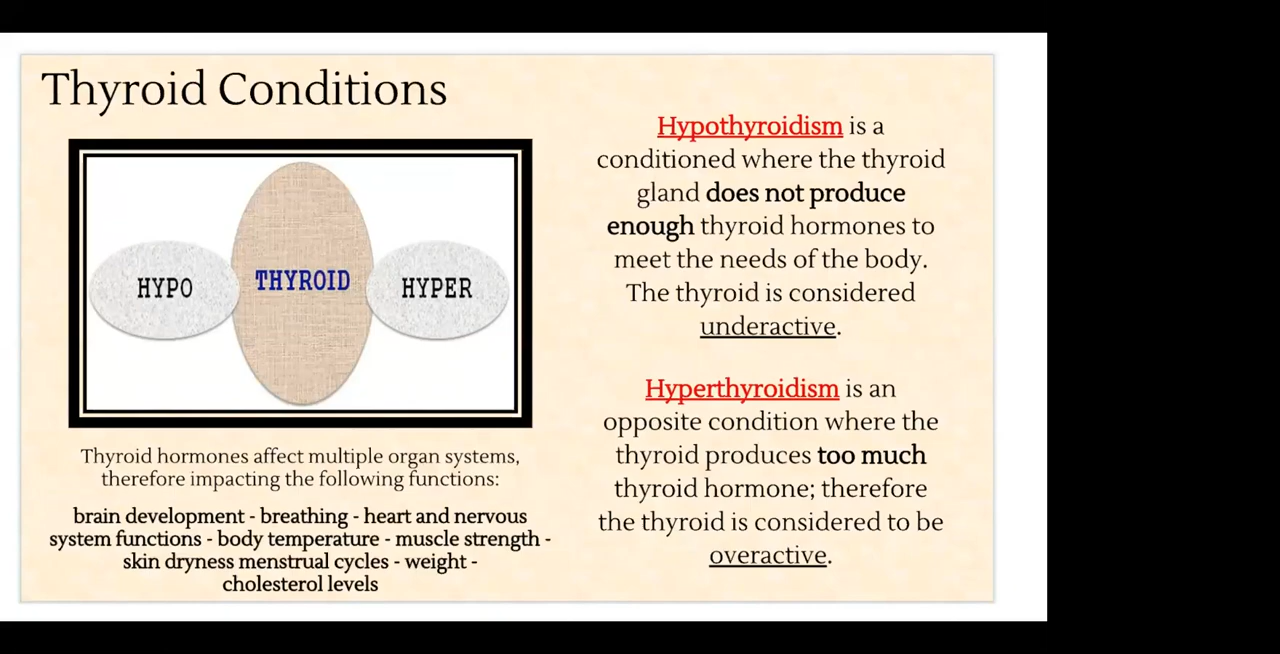 Thyroid Conditions
HYPO
THYROID
HYPER
Thyroid hormones affect multiple organ systems,
therefore impacting the following functions:
brain development - breathing - heart and nervous
system functions - body temperature - muscle strength -
skin dryness menstrual cycles - weight -
cholesterol levels
Hypothyroidism is a
conditioned where the thyroid
gland does not produce
enough thyroid hormones to
meet the needs of the body.
The thyroid is considered
underactive.
Hyperthyroidism is an
opposite condition where the
thyroid produces too much
thyroid hormone; therefore
the thyroid is considered to be
overactive.